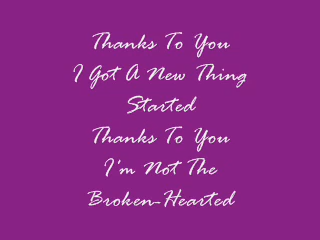 Thanks To You
I Got A New Thing
Started
Thanks To You
I'm Not The
Broken-Hearted